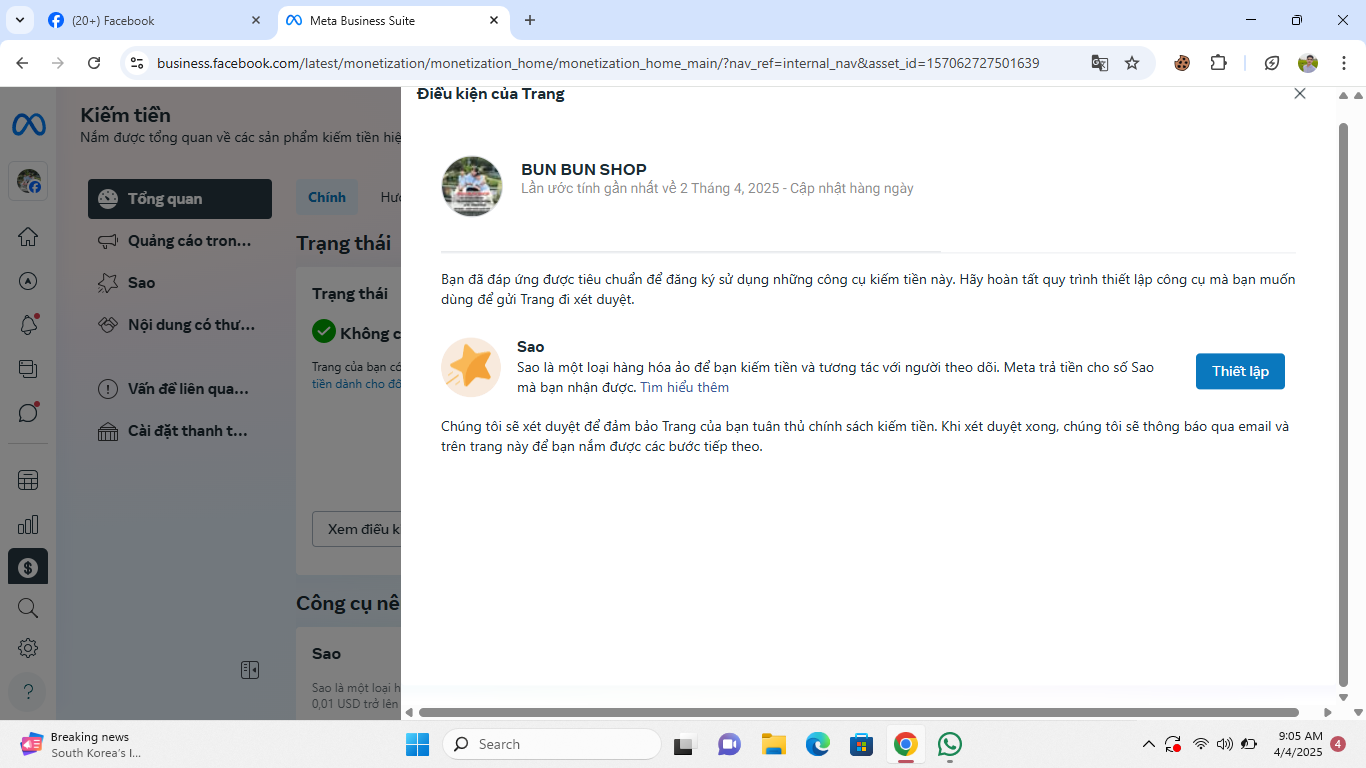 (20+) Facebook
Meta Business Suite
business.facebook.com/latest/monetization/monetization_home/monetization_home_main/?nav_ref=internal_nav&asset_id=157062727501639
Kiếm tiền
Nắm được tổng quan về các sản phẩm kiếm tiền hiệ
Tổng quan
Quảng cáo tron...
Sao
Nội dung có thư...
Vấn đề liên qua...
Cài đặt thanh t...
Chính
Hướ
Trạng thái
Trạng thái
Không c
Trang của bạn có
tiền dành cho đố
Xem điều k
Công cụ nê
Sao
Sao là một loại h
0,01 USD trở lên
Điều kiện của Trang
BUN BUN SHOP
Lần ước tính gần nhất về 2 Tháng 4, 2025 - Cập nhật hàng ngày
Bạn đã đáp ứng được tiêu chuẩn để đăng ký sử dụng những công cụ kiếm tiền này. Hãy hoàn tất quy trình thiết lập công cụ mà bạn muốn
dùng để gửi Trang đi xét duyệt.
Sao
Sao là một loại hàng hóa ảo để bạn kiếm tiền và tương tác với người theo dõi. Meta trả tiền cho số Sao
mà bạn nhận được. Tìm hiểu thêm
Thiết lập
Chúng tôi sẽ xét duyệt để đảm bảo Trang của bạn tuân thủ chính sách kiếm tiền. Khi xét duyệt xong, chúng tôi sẽ thông báo qua email và
trên trang này để bạn nắm được các bước tiếp theo.
Breaking news
South Korea's I...
Search
9:05 AM
4/4/2025
4